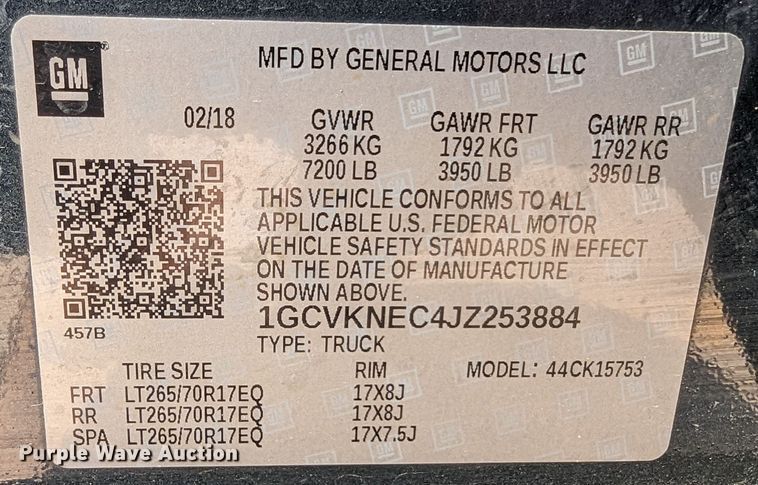 GM
MFD BY GENERAL MOTORS LLC
02/18 GVWR GAWR FRT GAWR RR
3266 KG 1792 KG 1792 KG
7200 LB 3950 LB 3950 LB
THIS VEHICLE CONFORMS TO ALL
APPLICABLE U.S. FEDERAL MOTOR
VEHICLE SAFETY STANDARDS IN EFFECT
ON THE DATE OF MANUFACTURE
SHOWN ABOVE.
457B
1GCVKNEC4JZ253884
TYPE: TRUCK
TIRE SIZE RIM MODEL: 44CK15753
FRT LT265/70R17EQ 17X8J
RR LT265/70R17EQ 17X8J
SPA LT265/70R17EQ 17X7.5J
Purple Wave Auction